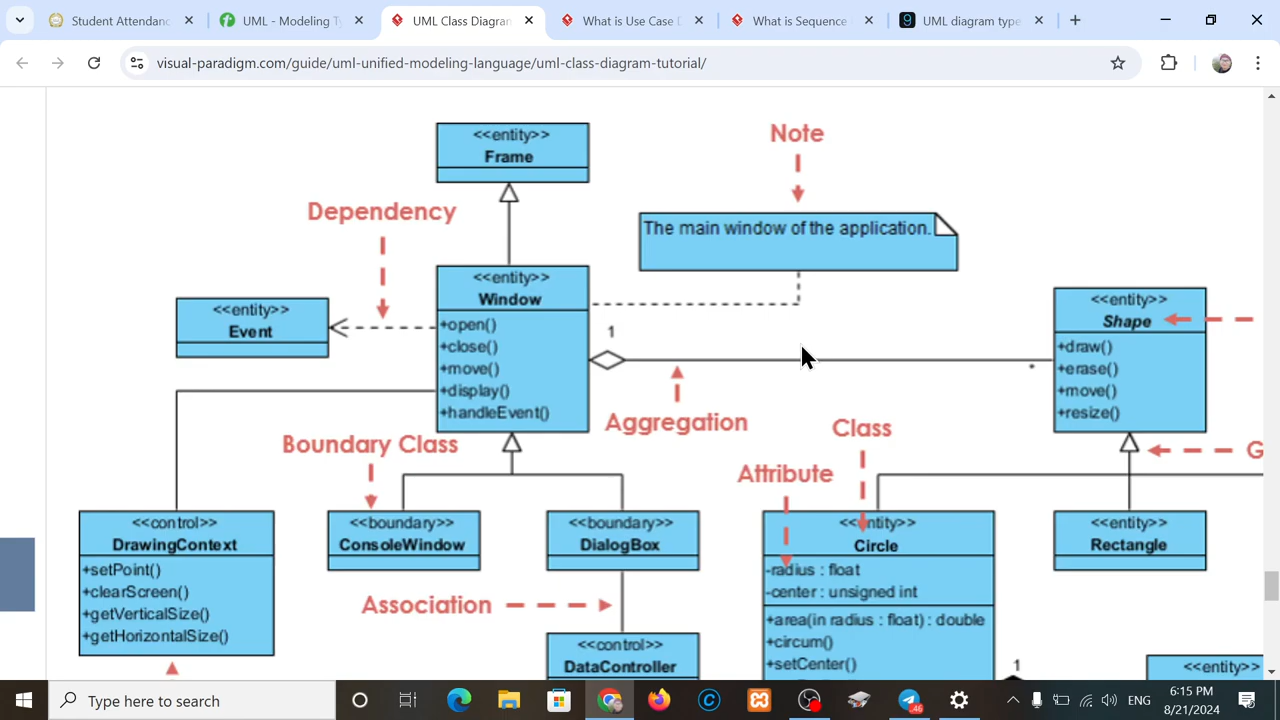 Student Attendanc
UML - Modeling Ty
UML Class Diagran
What is Use Case D
What is Sequence
UML diagram type
visual-paradigm.com/guide/uml-unified-modeling-language/uml-class-diagram-tutorial/
<<entity>>
Frame
Note
Dependency
The main window of the application.
<<entity>>
Window
+open()
+close()
+move()
+display()
+handleEvent()
<<entity>>
Event
1
<<entity>>
Shape
+draw()
+erase()
+move()
+resize()
Aggregation
Class
Boundary Class
G
Attribute
<<control>>
DrawingContext
+setPoint()
+clearScreen()
+getVerticalSize()
+getHorizontalSize()
<<boundary>>
ConsoleWindow
<<boundary>>
DialogBox
<<entity>>
Circle
-radius : float
-center : unsigned int
+area(in radius : float) : double
+circum()
+setCenter()
<<entity>>
Rectangle
Association
<<control>>
DataController
1
<<entity>>
Type here to search
46
ENG
6:15 PM
8/21/2024